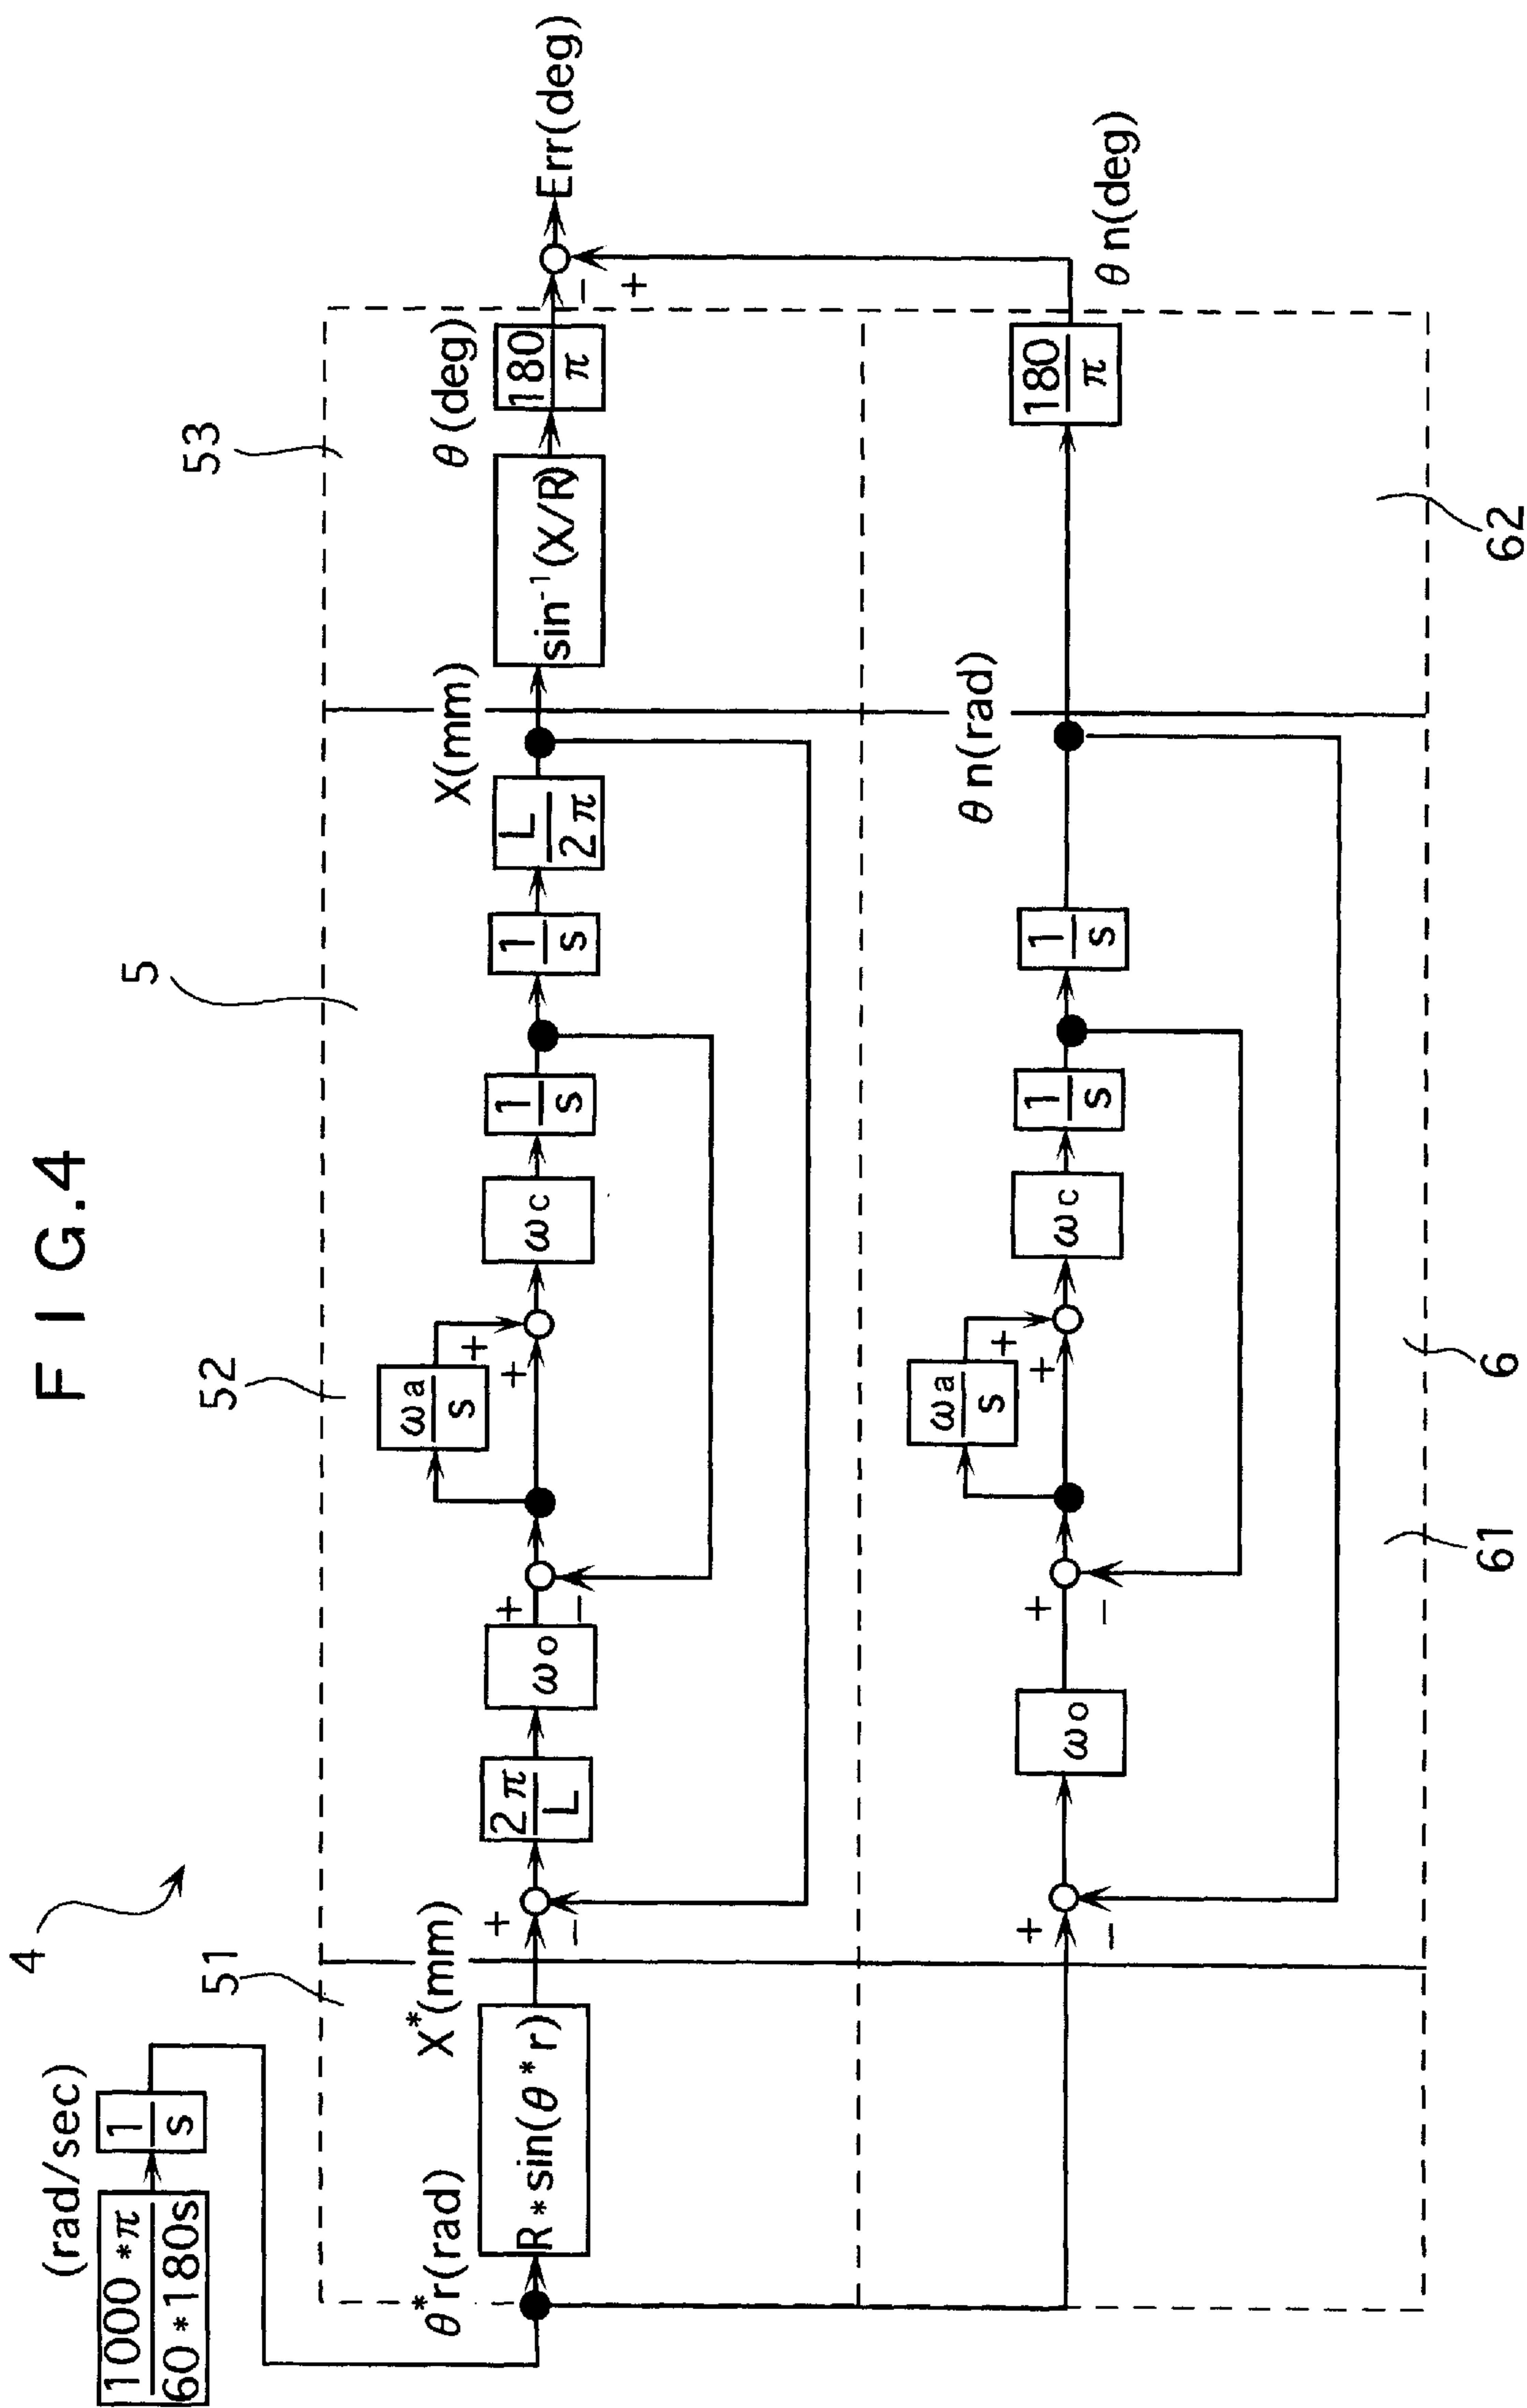 FIG.4
4
(rad/sec)
1000*π
60*180s
1
s
51
θ*r(rad)
R*sin(θ*r)
X*(mm)
+
−
2π
L
ωo
+
−
52
ωa
s
+
+
ωc
1
s
5
1
s
L
2π
X(mm)
53
sin⁻¹(X/R)
θ(deg)
180
π
−
+
Err(deg)
+
−
ωo
+
−
61
ωa
s
+
+
ωc
6
1
s
1
s
θn(rad)
62
180
π
θn(deg)